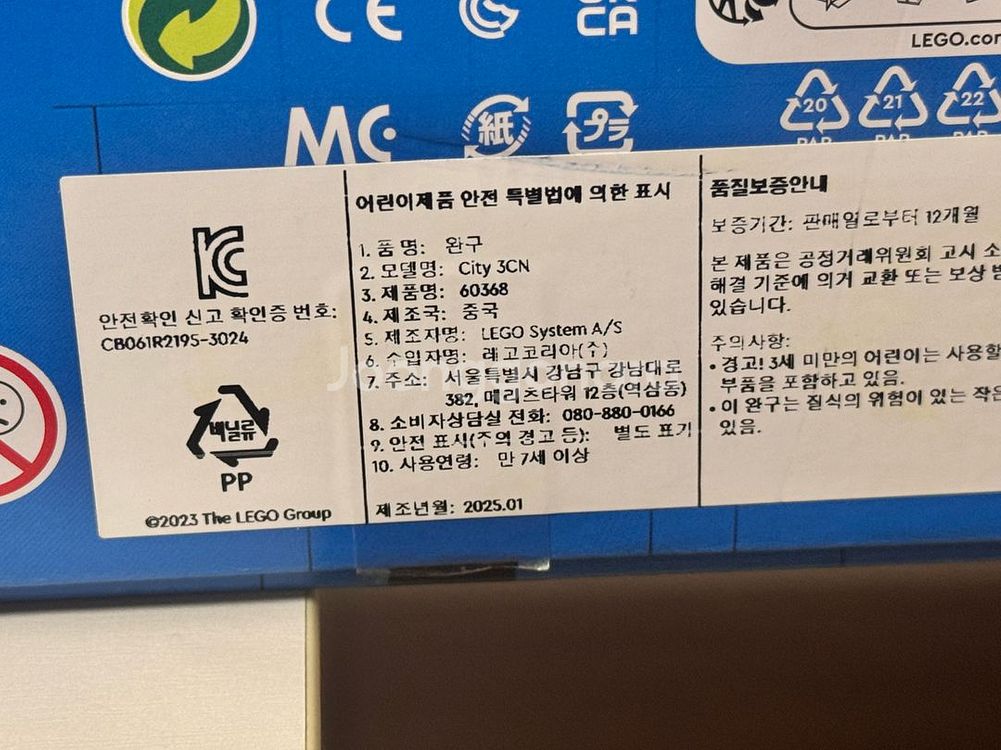 CE
CA
LEGO.com
紙
プラ
20
21
22
PAP
PAP
PAP
안전확인 신고 확인증 번호:
CB061R2195-3024
비닐류
PP
©2023 The LEGO Group
어린이제품 안전 특별법에 의한 표시
1. 품 명: 완구
2. 모델명: City 3CN
3. 제품명: 60368
4. 제조국: 중국
5. 제조자명: LEGO System A/S
6. 수입자명: 레고코리아(주)
7. 주소: 서울특별시 강남구 강남대로
382, 메리츠타워 12층(역삼동)
8. 소비자상담실 전화: 080-880-0166
9. 안전 표시(주의 경고 등): 별도 표기
10. 사용연령: 만 7세 이상
제조년월: 2025.01
품질보증안내
보증기간: 판매일로부터 12개월
본 제품은 공정거래위원회 고시 소
해결 기준에 의거 교환 또는 보상
있습니다.
주의사항:
• 경고! 3세 미만의 어린이는 사용할
부품을 포함하고 있음.
• 이 완구는 질식의 위험이 있는 작은
있음.